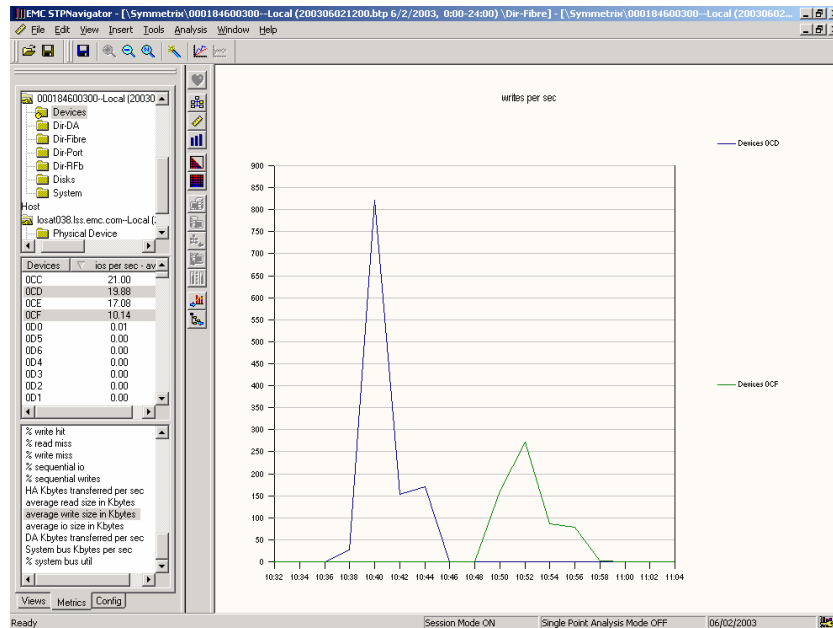 EMC STPNavigator - [\Symmetrix\000184600300--Local (200306021200.btp 6/2/2003, 0:00-24:00) \Dir-Fibre] - [\Symmetrix\000184600300--Local (20030602...
File Edit View Insert Tools Analysis Window Help
000184600300--Local (20030
Devices
Dir-DA
Dir-Fibre
Dir-Port
Dir-RFb
Disks
System
Host
losat038.lss.emc.com--Local (
Physical Device
Devices ios per sec - av
0CC 21.00
0CD 19.88
0CE 17.08
0CF 10.14
0D0 0.01
0D5 0.00
0D6 0.00
0D4 0.00
0D3 0.00
0D2 0.00
0D1 0.00
% write hit
% read miss
% write miss
% sequential io
% sequential writes
HA Kbytes transferred per sec
average read size in Kbytes
average write size in Kbytes
average io size in Kbytes
DA Kbytes transferred per sec
System bus Kbytes per sec
% system bus util
Views Metrics Config
writes per sec
Devices 0CD
900
850
800
750
700
650
600
550
500
450
400
350
300
250
200
150
100
50
0
Devices 0CF
10:32 10:34 10:36 10:38 10:40 10:42 10:44 10:46 10:48 10:50 10:52 10:54 10:56 10:58 11:00 11:02 11:04
Ready Session Mode ON Single Point Analysis Mode OFF 06/02/2003